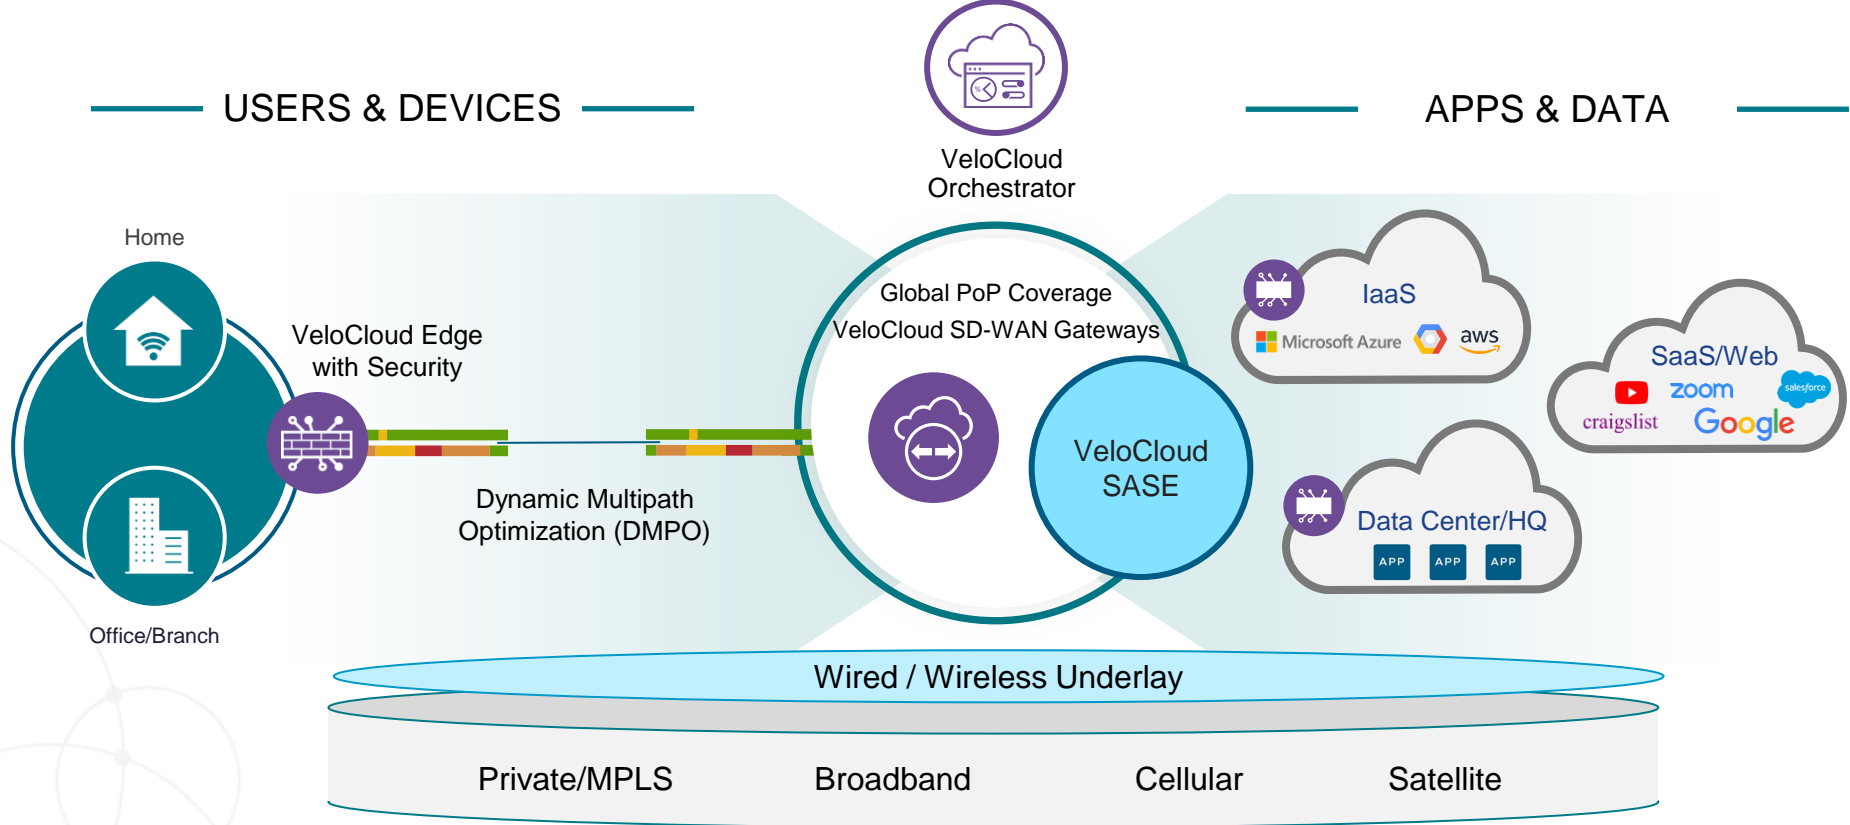 USERS & DEVICES
APPS & DATA
VeloCloud
Orchestrator
Home
VeloCloud Edge
with Security
Office/Branch
Dynamic Multipath
Optimization (DMPO)
Global PoP Coverage
VeloCloud SD-WAN Gateways
VeloCloud
SASE
IaaS
Microsoft Azure
aws
SaaS/Web
zoom
salesforce
craigslist
Google
Data Center/HQ
APP APP APP
Wired / Wireless Underlay
Private/MPLS Broadband Cellular Satellite